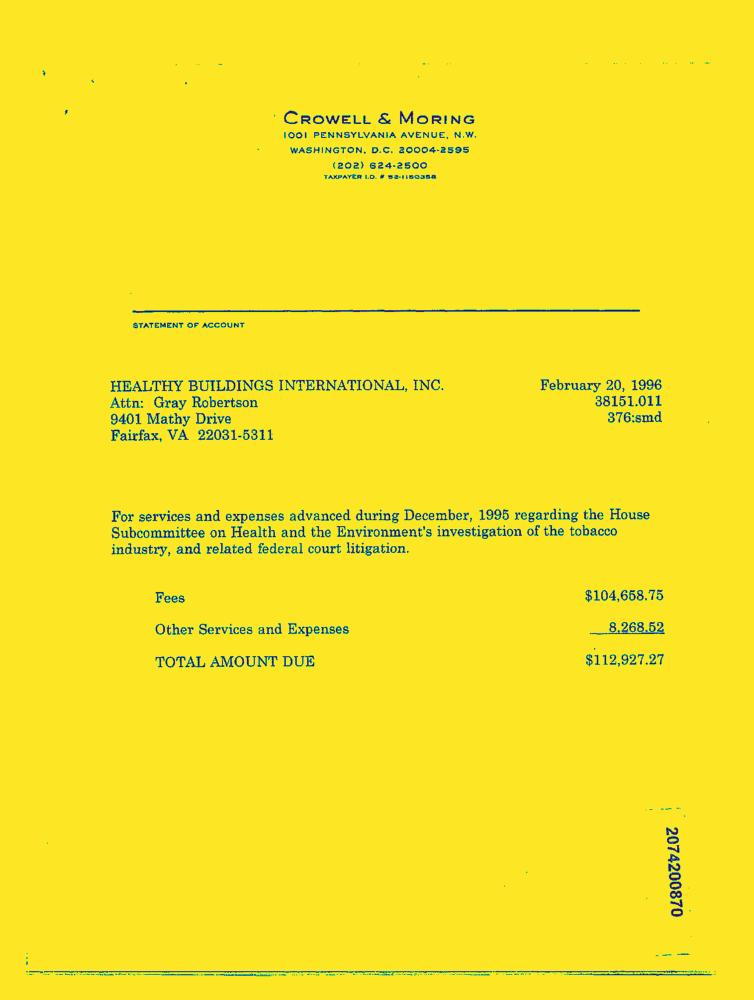 CROWELL & MORING
1001 PENNSYLVANIA AVENUE, N.W.
WASHINGTON, D.C. 20004-2595
(202) 624-2500
TAXPAYER I.D. # 52-1150358
STATEMENT OF ACCOUNT
HEALTHY BUILDINGS INTERNATIONAL, INC. February 20, 1996
Attn: Gray Robertson 38151.011
9401 Mathy Drive 376:smd
Fairfax, VA 22031-5311
For services and expenses advanced during December, 1995 regarding the House
Subcommittee on Health and the Environment's investigation of the tobacco
industry, and related federal court litigation.
Fees $104,658.75
Other Services and Expenses 8,268.52
TOTAL AMOUNT DUE $112,927.27
2074200870